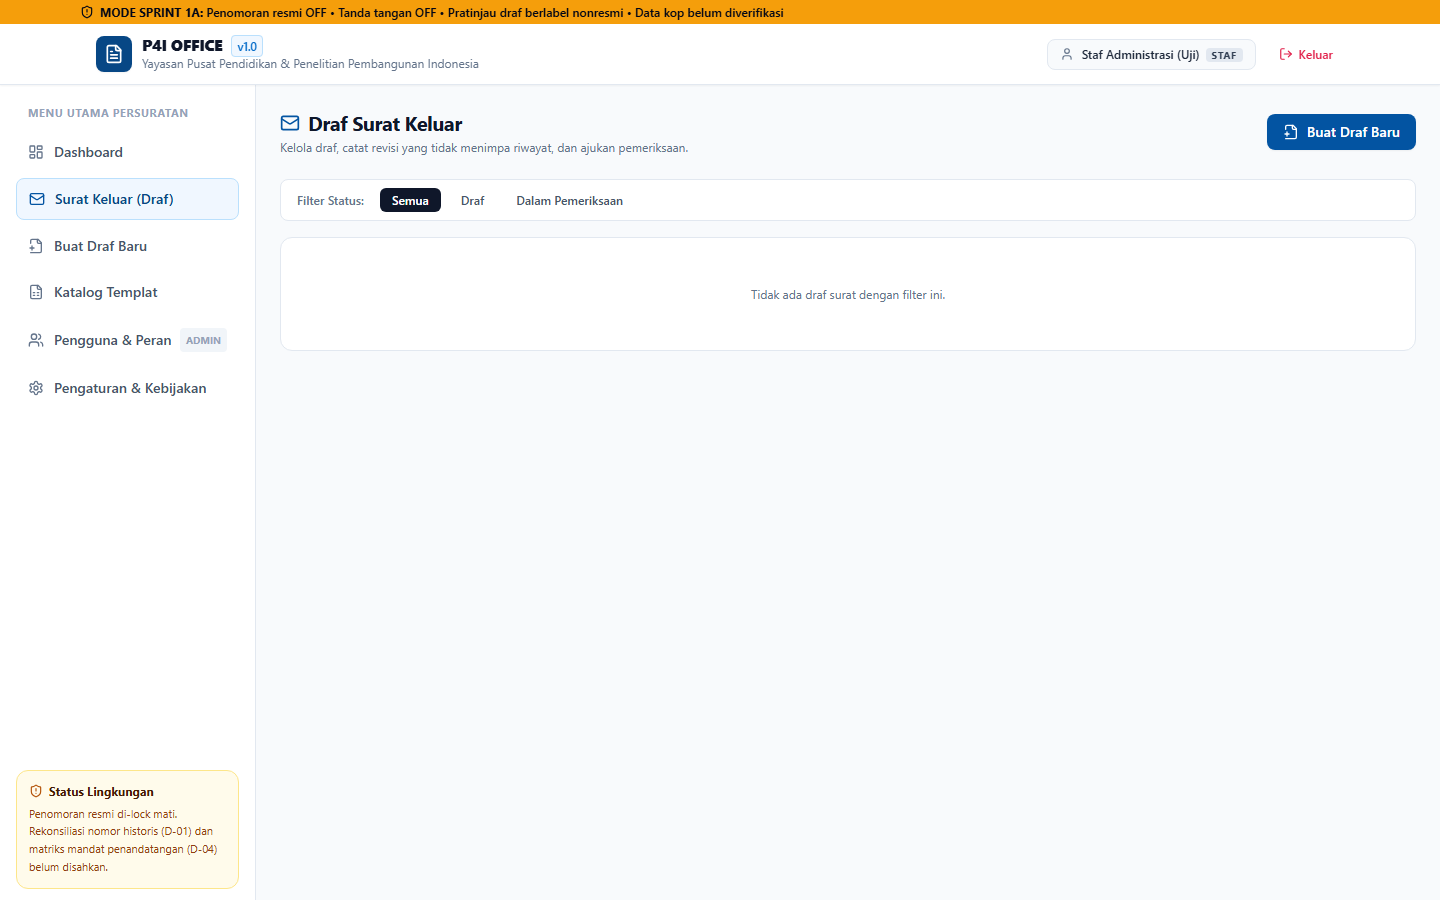 MODE SPRINT 1A: Penomoran resmi OFF • Tanda tangan OFF • Pratinjau draf berlabel nonresmi • Data kop belum diverifikasi
P4I OFFICE v1.0
Yayasan Pusat Pendidikan & Penelitian Pembangunan Indonesia
Staf Administrasi (Uji) STAF
Keluar
MENU UTAMA PERSURATAN
Dashboard
Surat Keluar (Draf)
Buat Draf Baru
Katalog Templat
Pengguna & Peran ADMIN
Pengaturan & Kebijakan
Status Lingkungan
Penomoran resmi di-lock mati.
Rekonsiliasi nomor historis (D-01) dan
matriks mandat penandatangan (D-04)
belum disahkan.
Draf Surat Keluar
Kelola draf, catat revisi yang tidak menimpa riwayat, dan ajukan pemeriksaan.
Buat Draf Baru
Filter Status: Semua Draf Dalam Pemeriksaan
Tidak ada draf surat dengan filter ini.